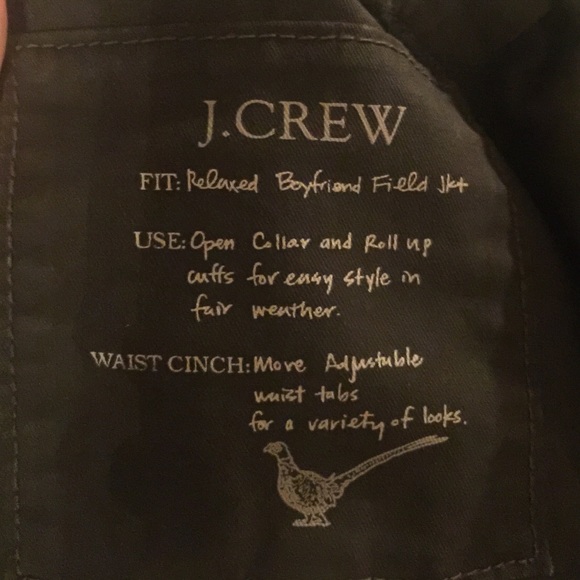 J.CREW
FIT: Relaxed Boyfriend Field Jkt
USE: Open Collar and Roll up
cuffs for easy style in
fair weather.
WAIST CINCH: Move Adjustable
waist tabs
for a variety of looks.